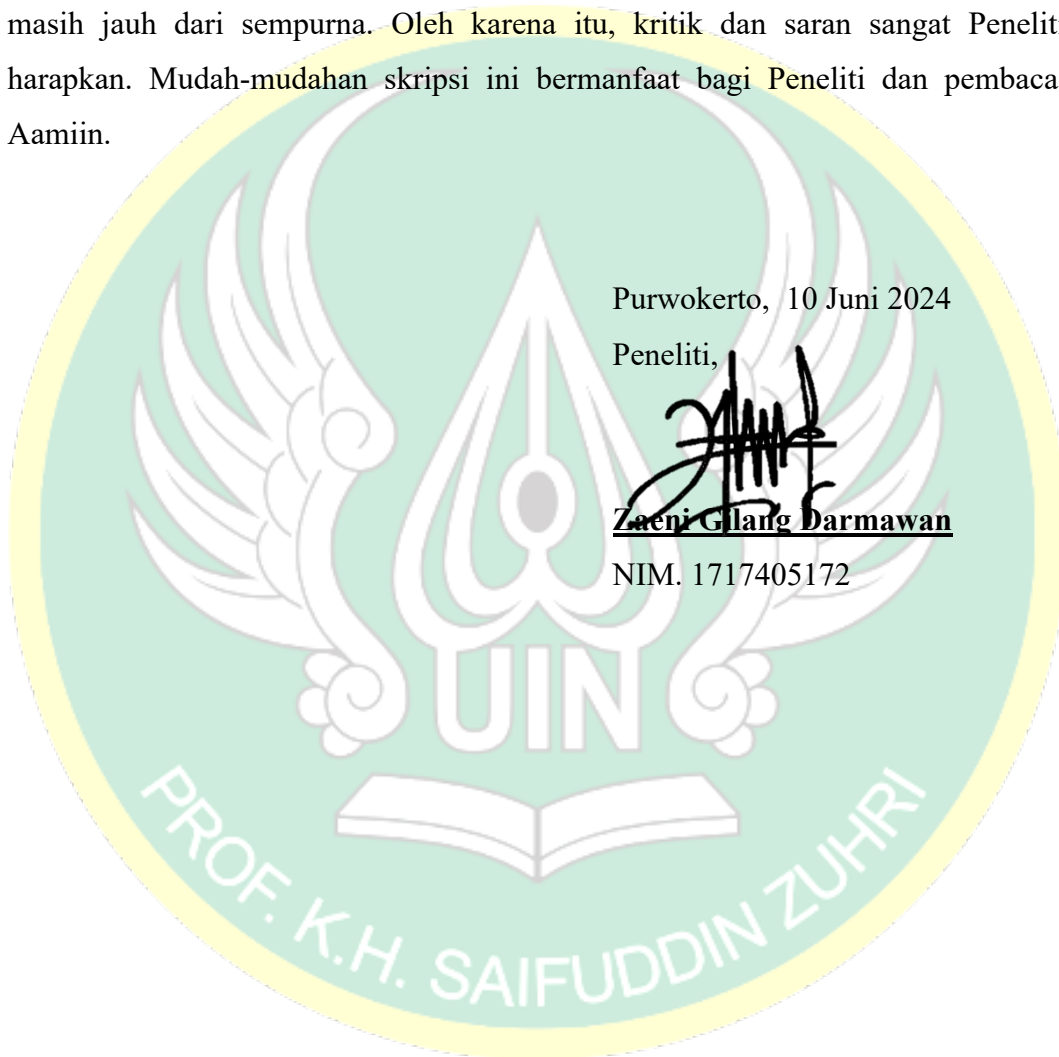 masih jauh dari sempurna. Oleh karena itu, kritik dan saran sangat Peneliti
harapkan. Mudah-mudahan skripsi ini bermanfaat bagi Peneliti dan pembaca
Aamiin.
Purwokerto, 10 Juni 2024
Peneliti,
Zaeni Gilang Darmawan
NIM. 1717405172
UIN
PROF. K.H. SAIFUDDIN ZUHRI